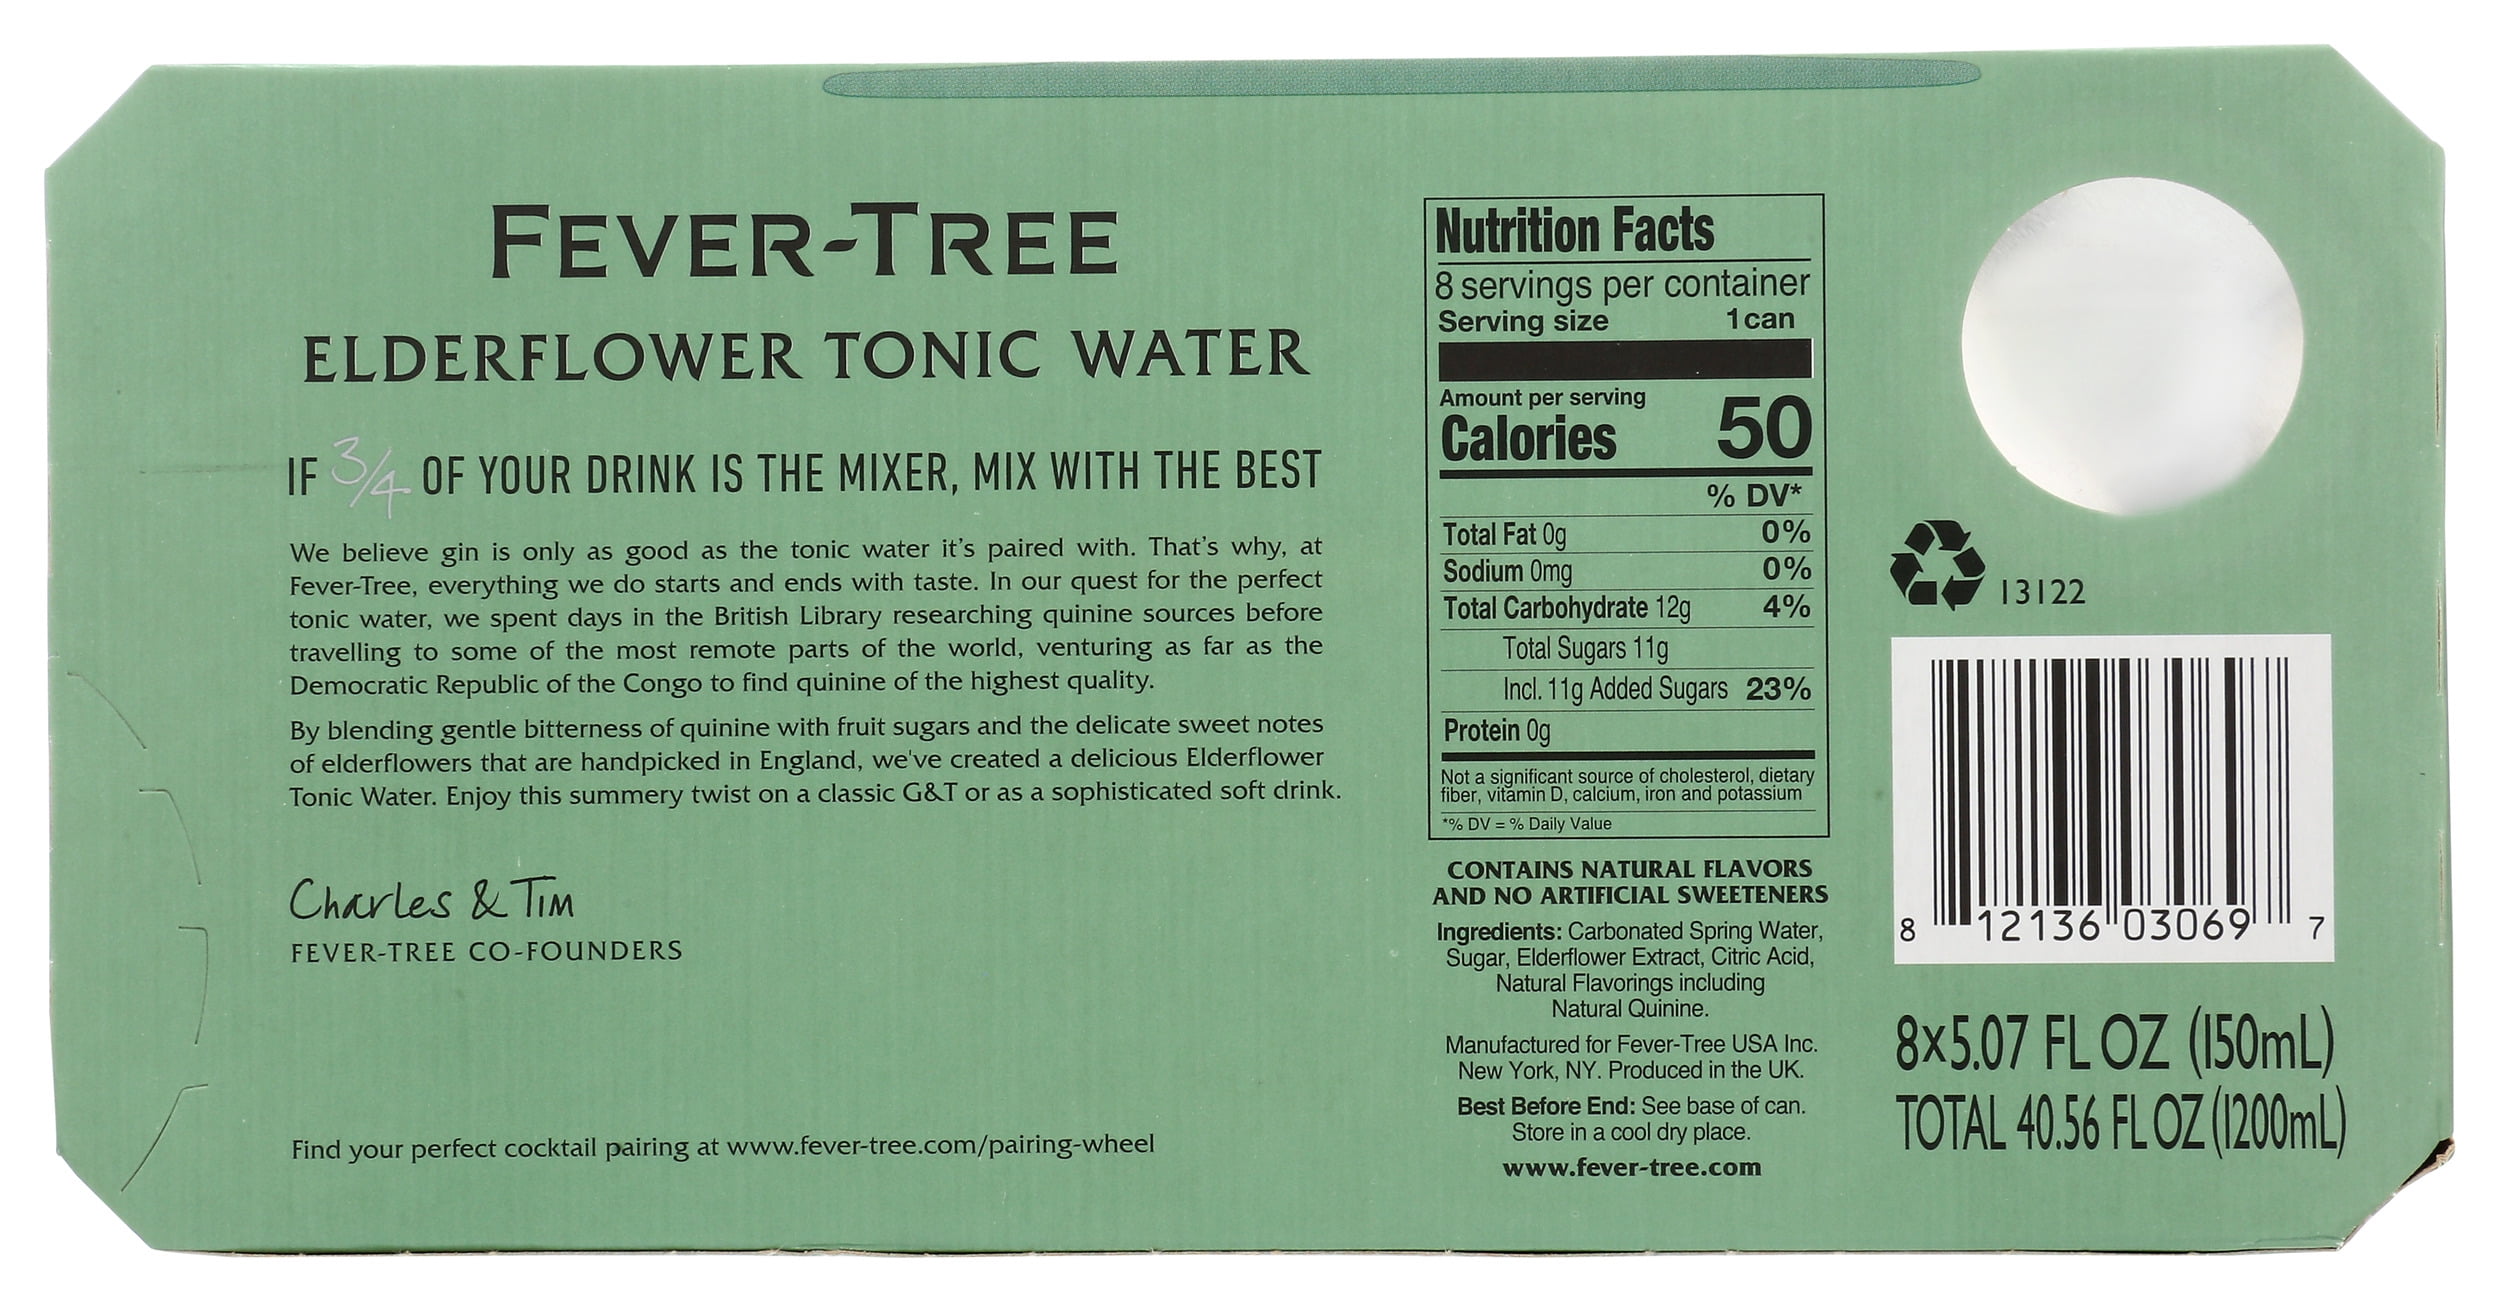 FEVER-TREE
ELDERFLOWER TONIC WATER
IF 3/4 OF YOUR DRINK IS THE MIXER, MIX WITH THE BEST
We believe gin is only as good as the tonic water it's paired with. That's why, at
Fever-Tree, everything we do starts and ends with taste. In our quest for the perfect
tonic water, we spent days in the British Library researching quinine sources before
travelling to some of the most remote parts of the world, venturing as far as the
Democratic Republic of the Congo to find quinine of the highest quality.
By blending gentle bitterness of quinine with fruit sugars and the delicate sweet notes
of elderflowers that are handpicked in England, we've created a delicious Elderflower
Tonic Water. Enjoy this summery twist on a classic G&T or as a sophisticated soft drink.
Charles & Tim
FEVER-TREE CO-FOUNDERS
Find your perfect cocktail pairing at www.fever-tree.com/pairing-wheel
Nutrition Facts
8 servings per container
Serving size 1 can
Amount per serving
Calories 50
% DV*
Total Fat 0g 0%
Sodium 0mg 0%
Total Carbohydrate 12g 4%
Total Sugars 11g
Incl. 11g Added Sugars 23%
Protein 0g
Not a significant source of cholesterol, dietary
fiber, vitamin D, calcium, iron and potassium
*% DV = % Daily Value
CONTAINS NATURAL FLAVORS
AND NO ARTIFICIAL SWEETENERS
Ingredients: Carbonated Spring Water,
Sugar, Elderflower Extract, Citric Acid,
Natural Flavorings including
Natural Quinine.
Manufactured for Fever-Tree USA Inc.
New York, NY. Produced in the UK.
Best Before End: See base of can.
Store in a cool dry place.
www.fever-tree.com
13122
8 12136 03069 7
8x5.07 FL OZ (150mL)
TOTAL 40.56 FL OZ (1200mL)